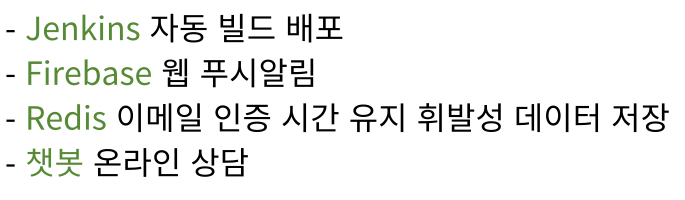 - Jenkins 자동 빌드 배포
- Firebase 웹 푸시알림
- Redis 이메일 인증 시간 유지 휘발성 데이터 저장
- 챗봇 온라인 상담